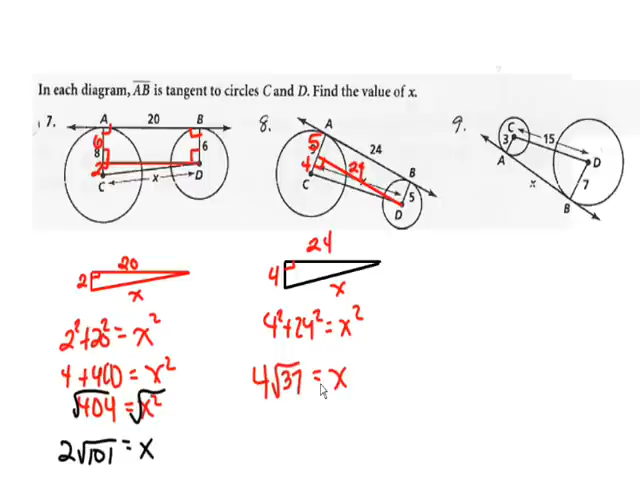 In each diagram, AB is tangent to circles C and D. Find the value of x.
7.
A 20 B
6
8
6
2
C x D
8.
A
24
5
4
24
x
B
C
5
D
9.
C
3
15
D
A
x
7
B
20
2
x
2² + 20² = x²
4 + 400 = x²
√404 = √x²
2√101 = x
24
4
x
4² + 24² = x²
4√37 = x